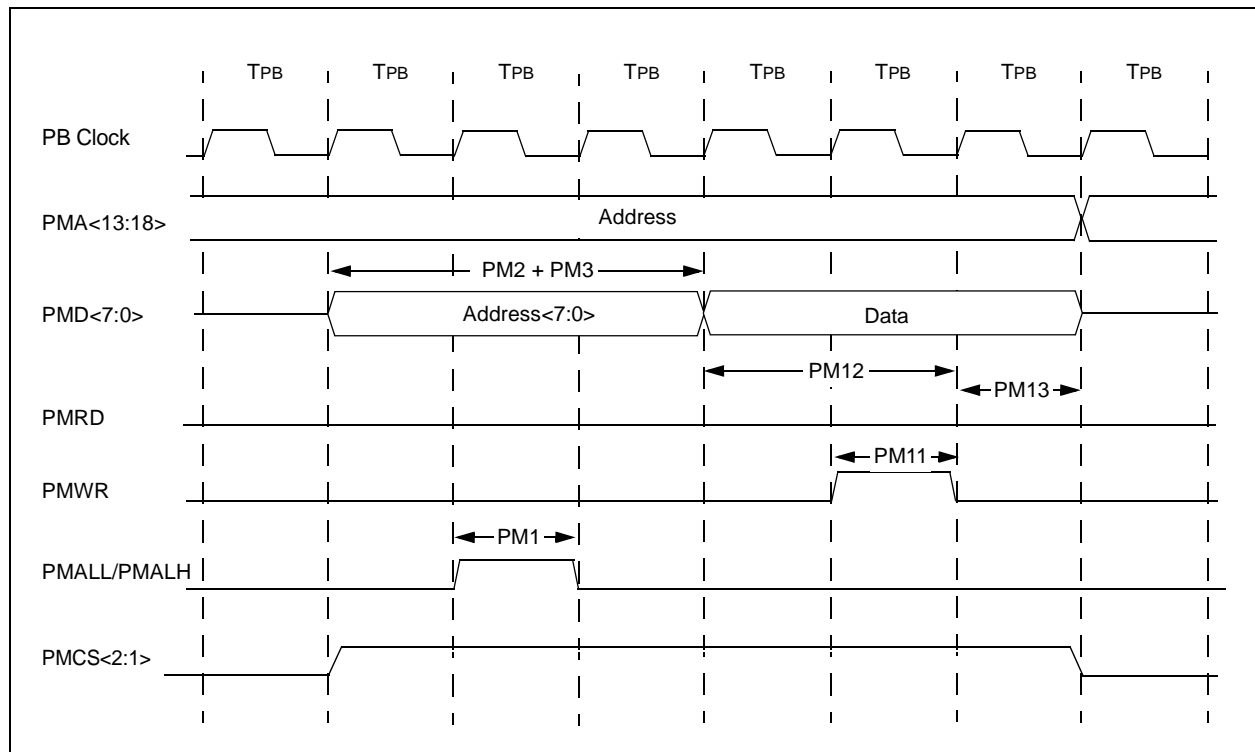 TPB TPB TPB TPB TPB TPB TPB TPB
PB Clock
PMA<13:18>
Address
PM2 + PM3
PMD<7:0>
Address<7:0>
Data
PM12
PM13
PMRD
PM11
PMWR
PM1
PMALL/PMALH
PMCS<2:1>